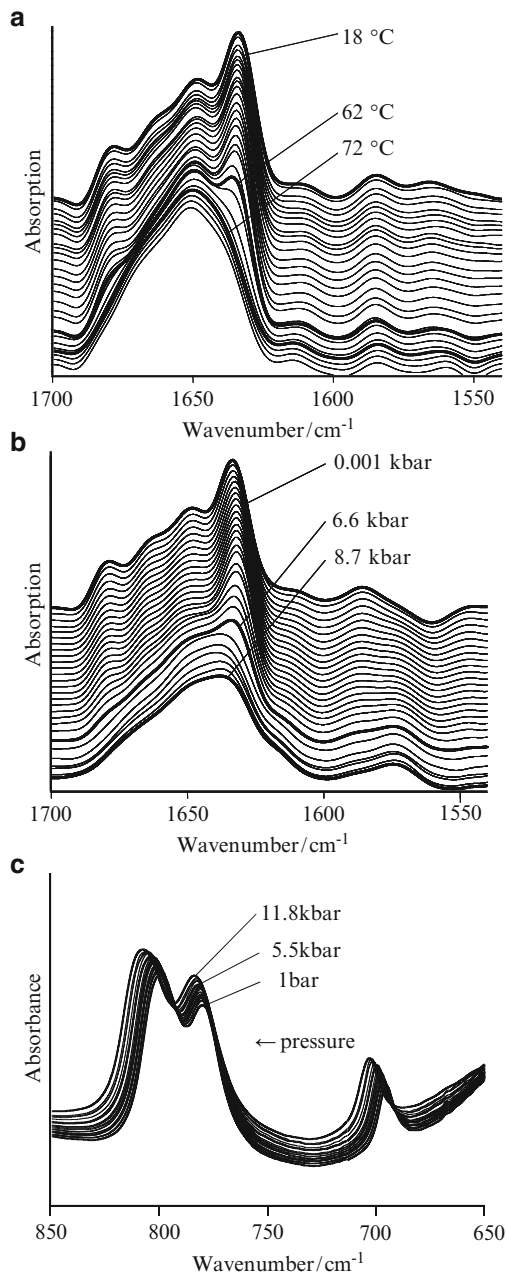 a
18 °C
62 °C
72 °C
Absorption
1700
1650
1600
1550
Wavenumber/cm-1
b
0.001 kbar
6.6 kbar
8.7 kbar
Absorption
1700
1650
1600
1550
Wavenumber/cm-1
c
11.8kbar
5.5kbar
1bar
← pressure
Absorbance
850
800
750
700
650
Wavenumber/cm-1